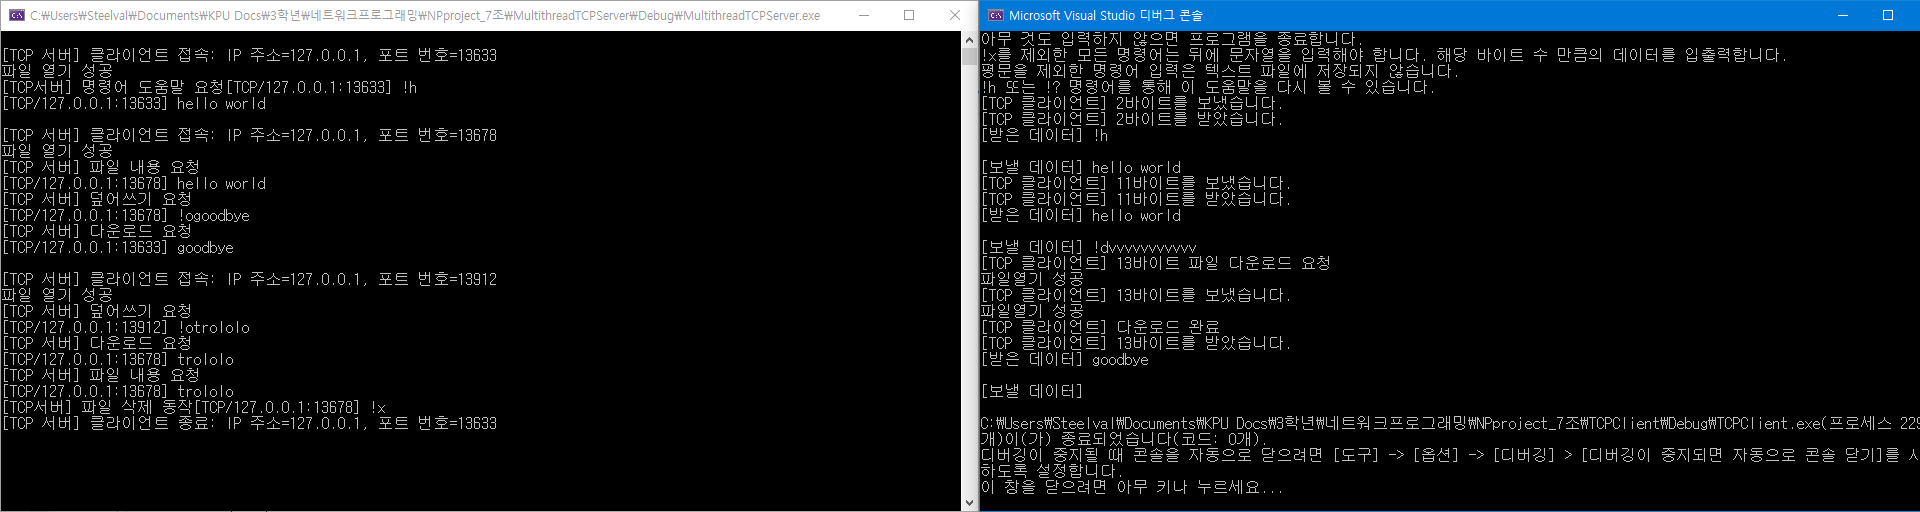 C:\Users\Steelval\Documents\KPU Docs\3학년\네트워크프로그래밍\NPproject_7조\MultithreadTCPServer\Debug\MultithreadTCPServer.exe
[TCP 서버] 클라이언트 접속: IP 주소=127.0.0.1, 포트 번호=13633
파일 열기 성공
[TCP서버] 명령어 도움말 요청[TCP/127.0.0.1:13633] !h
[TCP/127.0.0.1:13633] hello world
[TCP 서버] 클라이언트 접속: IP 주소=127.0.0.1, 포트 번호=13678
파일 열기 성공
[TCP 서버] 파일 내용 요청
[TCP/127.0.0.1:13678] hello world
[TCP 서버] 덮어쓰기 요청
[TCP/127.0.0.1:13678] !ogoodbye
[TCP 서버] 다운로드 요청
[TCP/127.0.0.1:13633] goodbye
[TCP 서버] 클라이언트 접속: IP 주소=127.0.0.1, 포트 번호=13912
파일 열기 성공
[TCP 서버] 덮어쓰기 요청
[TCP/127.0.0.1:13912] !otrololo
[TCP 서버] 다운로드 요청
[TCP/127.0.0.1:13678] trololo
[TCP 서버] 파일 내용 요청
[TCP/127.0.0.1:13678] trololo
[TCP서버] 파일 삭제 동작[TCP/127.0.0.1:13678] !x
[TCP 서버] 클라이언트 종료: IP 주소=127.0.0.1, 포트 번호=13633
Microsoft Visual Studio 디버그 콘솔
아무 것도 입력하지 않으면 프로그램을 종료합니다.
!x를 제외한 모든 명령어는 뒤에 문자열을 입력해야 합니다. 해당 바이트 수 만큼의 데이터를 입출력합니다.
평문을 제외한 명령어 입력은 텍스트 파일에 저장되지 않습니다.
!h 또는 !? 명령어를 통해 이 도움말을 다시 볼 수 있습니다.
[TCP 클라이언트] 2바이트를 보냈습니다.
[TCP 클라이언트] 2바이트를 받았습니다.
[받은 데이터] !h
[보낼 데이터] hello world
[TCP 클라이언트] 11바이트를 보냈습니다.
[TCP 클라이언트] 11바이트를 받았습니다.
[받은 데이터] hello world
[보낼 데이터] !dvvvvvvvvvvv
[TCP 클라이언트] 13바이트 파일 다운로드 요청
파일열기 성공
[TCP 클라이언트] 13바이트를 보냈습니다.
파일열기 성공
[TCP 클라이언트] 다운로드 완료
[TCP 클라이언트] 13바이트를 받았습니다.
[받은 데이터] goodbye
[보낼 데이터]
C:\Users\Steelval\Documents\KPU Docs\3학년\네트워크프로그래밍\NPproject_7조\TCPClient\Debug\TCPClient.exe(프로세스 229
개)이(가) 종료되었습니다(코드: 0개).
디버깅이 중지될 때 콘솔을 자동으로 닫으려면 [도구] -> [옵션] -> [디버깅] > [디버깅이 중지되면 자동으로 콘솔 닫기]를 사
하도록 설정합니다.
이 창을 닫으려면 아무 키나 누르세요...